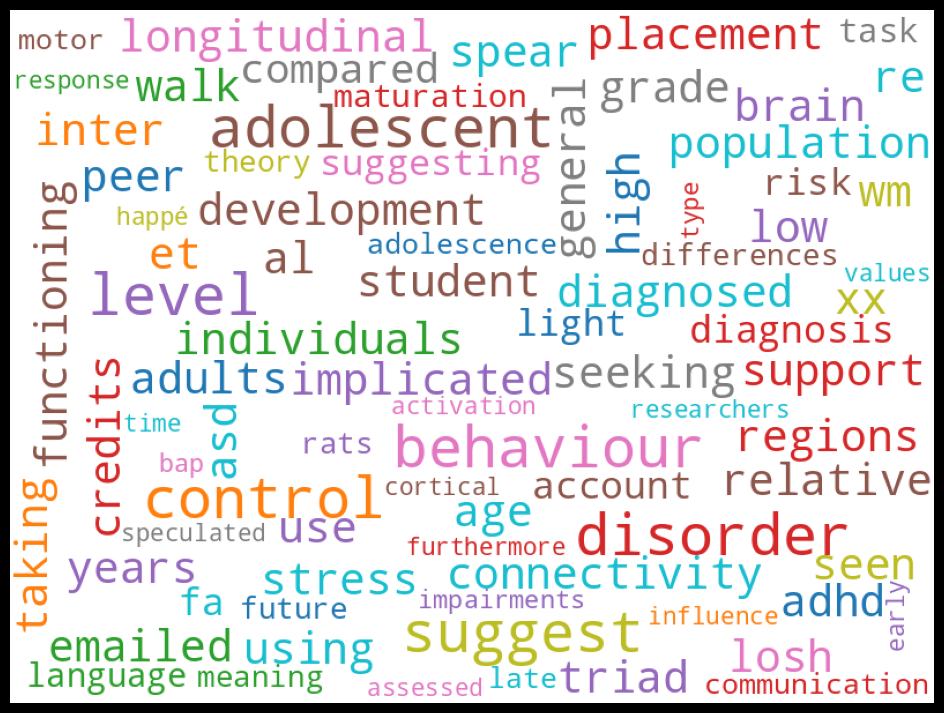 motor
longitudinal
spear
placement
task
response
walk
compared
maturation
general
grade
brain
re
inter
adolescent
population
peer
theory
suggesting
high
type
risk
wm
functioning
happé
development
low
et
al
adolescence
differences
level
student
diagnosed
values
xx
individuals
light
diagnosis
credits
adults
implicated
seeking
support
time
asd
activation
researchers
bap
rats
behaviour
regions
taking
control
cortical
account
relative
speculated
use
age
furthermore
disorder
years
stress
connectivity
seen
fa
future
impairments
influence
adhd
early
emailed
using
suggest
losh
language
meaning
assessed
late
triad
communication